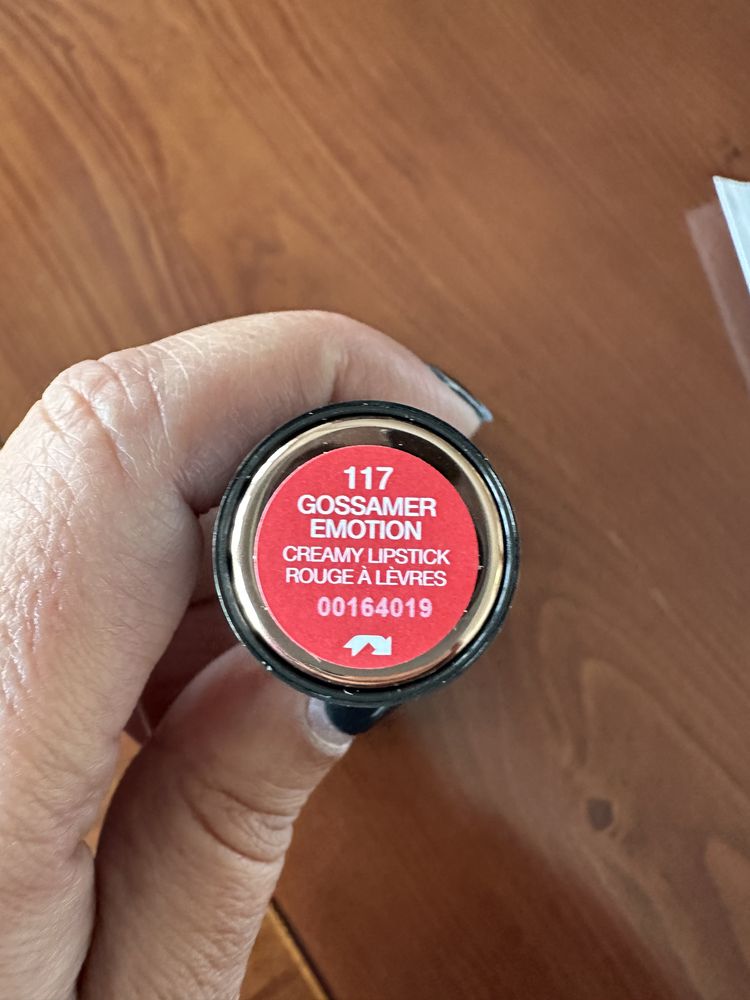 117
GOSSAMER
EMOTION
CREAMY LIPSTICK
ROUGE À LÈVRES
00164019